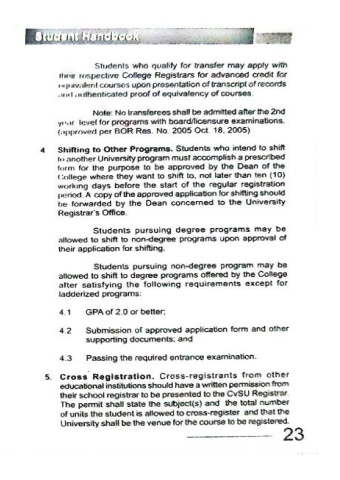 Student Handbook
Students who qualify for transfer may apply with
their respective College Registrars for advanced credit for
equivalent courses upon presentation of transcript of records
and authenticated proof of equivalency of courses.
Note: No transferees shall be admitted after the 2nd
year level for programs with board/licensure examinations.
(approved per BOR Res. No. 2005 Oct. 18, 2005)
4 Shifting to Other Programs. Students who intend to shift
to another University program must accomplish a prescribed
form for the purpose to be approved by the Dean of the
College where they want to shift to, not later than ten (10)
working days before the start of the regular registration
period. A copy of the approved application for shifting should
be forwarded by the Dean concerned to the University
Registrar's Office.
Students pursuing degree programs may be
allowed to shift to non-degree programs upon approval of
their application for shifting.
Students pursuing non-degree program may be
allowed to shift to degree programs offered by the College
after satisfying the following requirements except for
ladderized programs:
4.1 GPA of 2.0 or better;
4.2 Submission of approved application form and other
supporting documents; and
4.3 Passing the required entrance examination.
5. Cross Registration. Cross-registrants from other
educational institutions should have a written permission from
their school registrar to be presented to the CvSU Registrar.
The permit shall state the subject(s) and the total number
of units the student is allowed to cross-register and that the
University shall be the venue for the course to be registered.
23